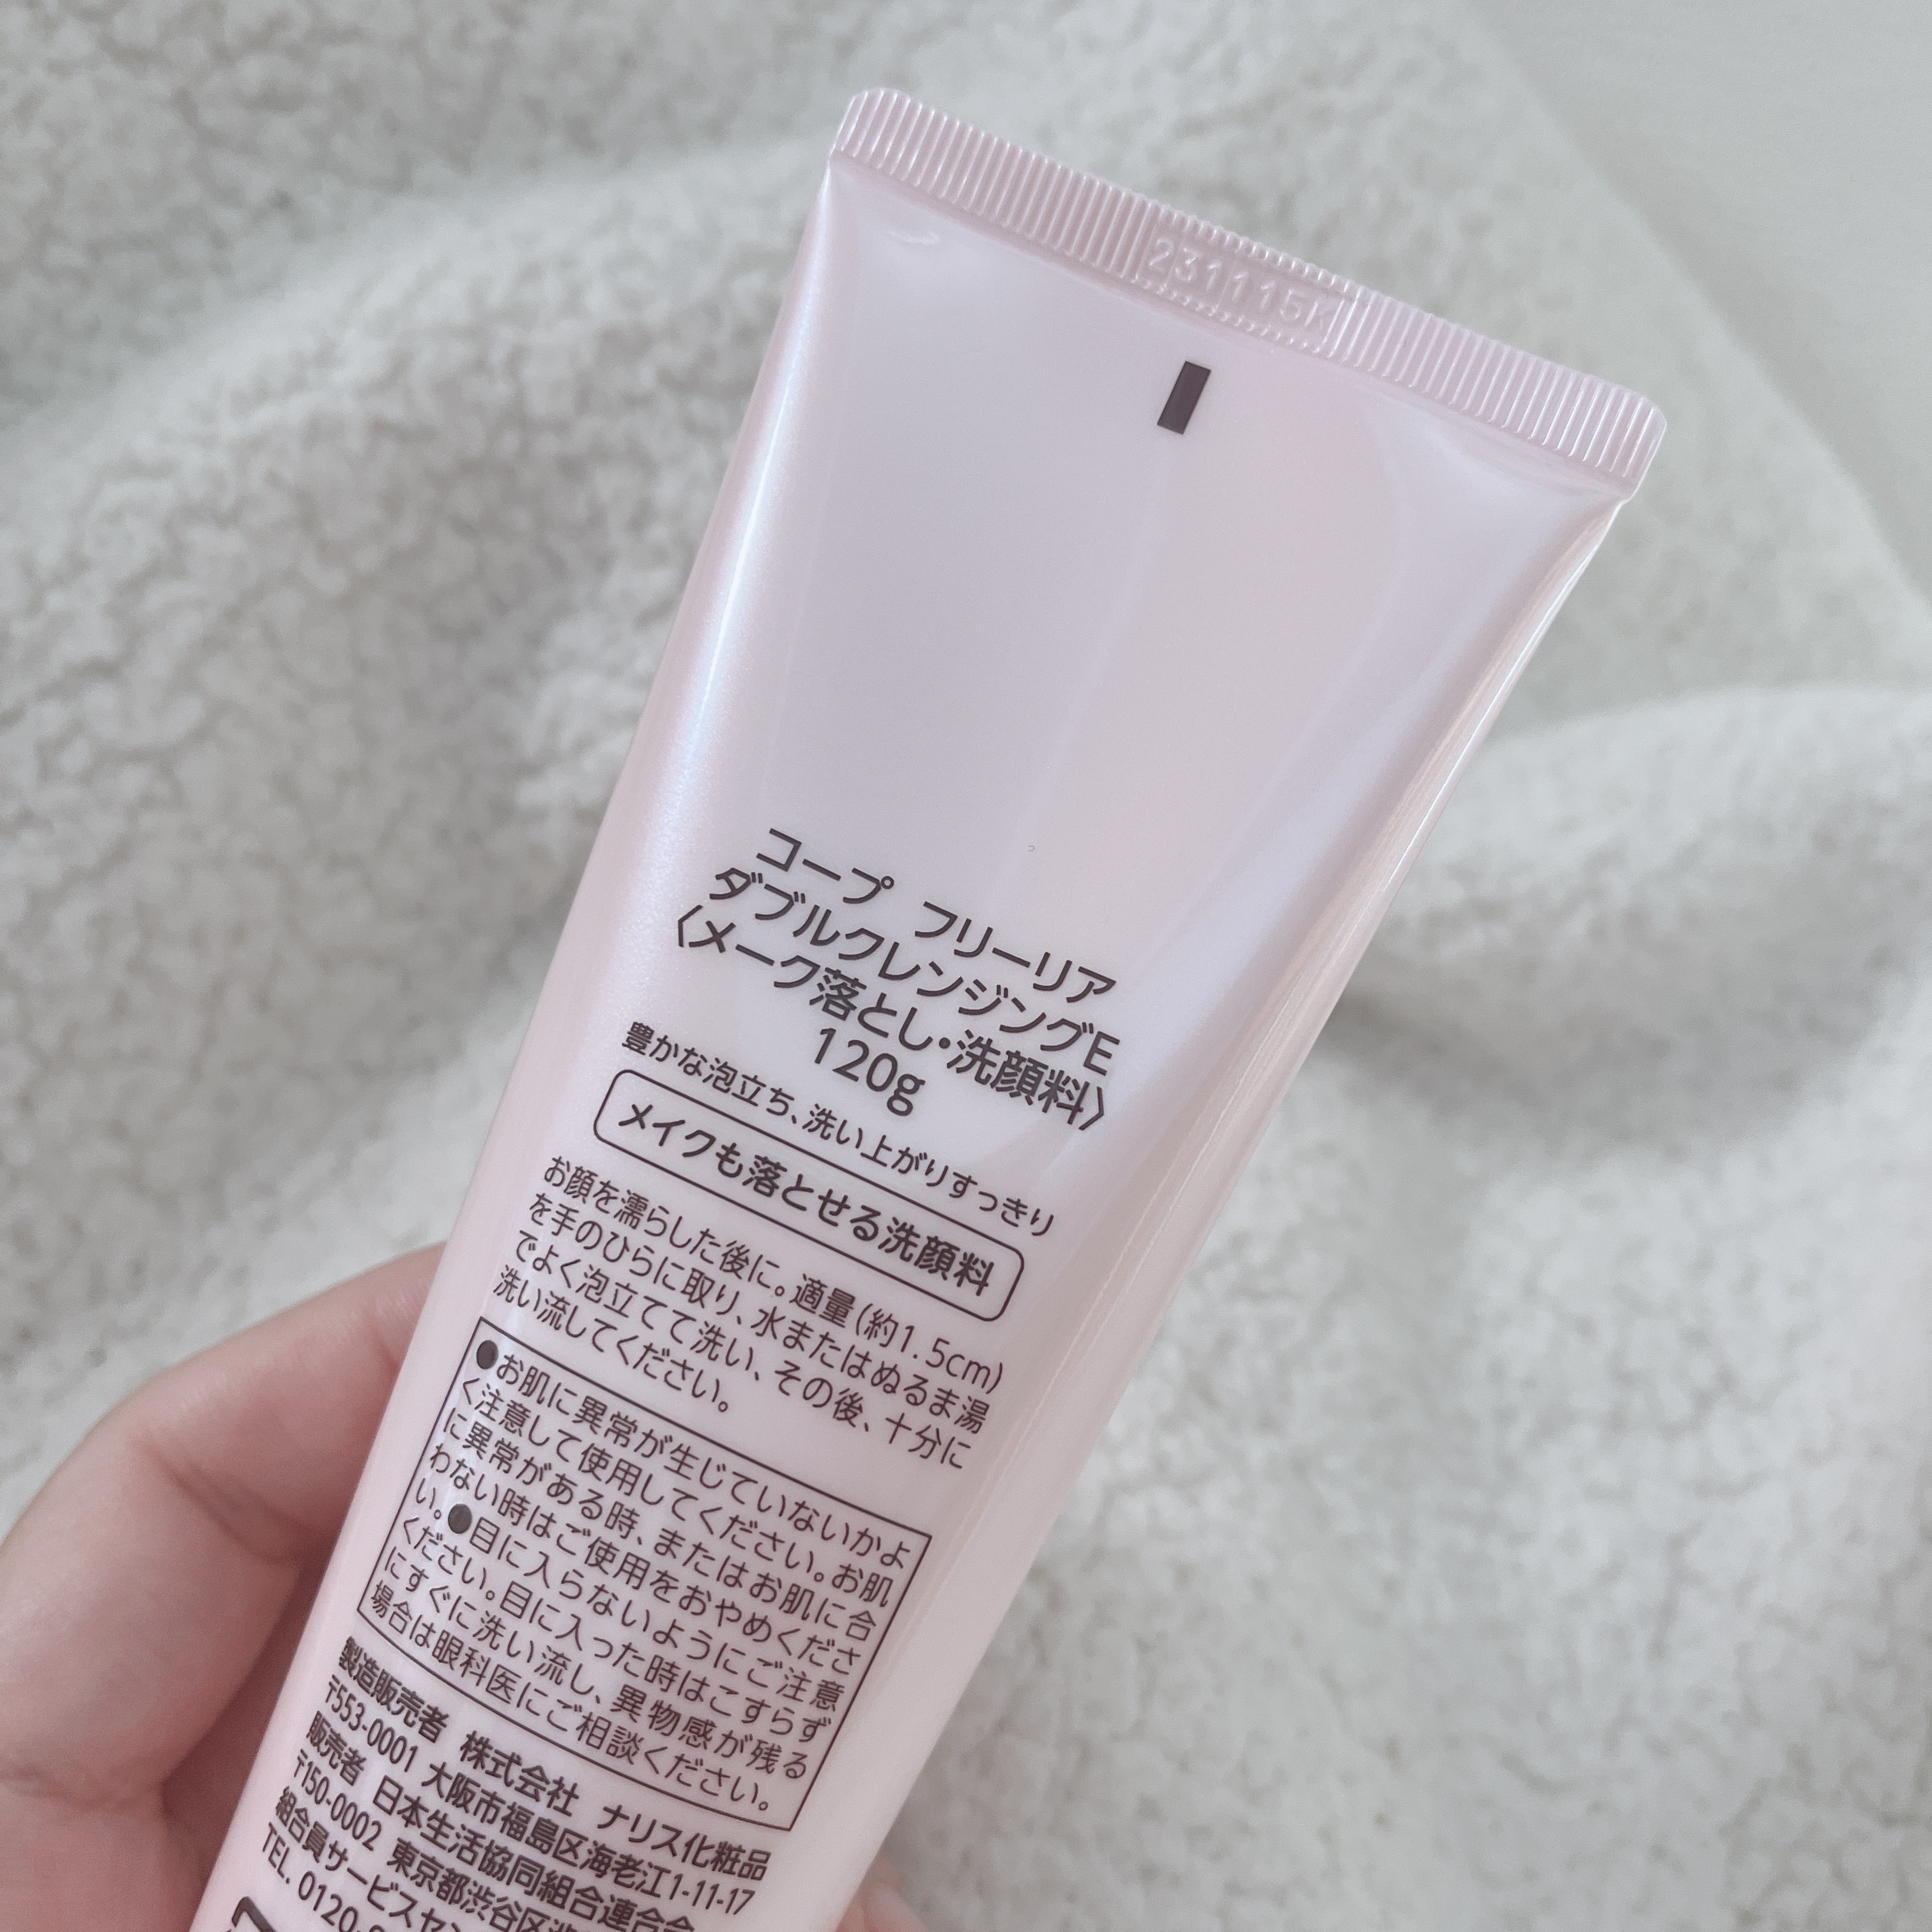 231115K
コープ フリーリア
ダブルクレンジングE
〈メーク落とし・洗顔料〉
120g
豊かな泡立ち、洗い上がりすっきり
メイクも落とせる洗顔料
お顔を濡らした後に。適量(約1.5cm)
を手のひらに取り、水またはぬるま湯
でよく泡立てて洗い、その後、十分に
洗い流してください。
●お肌に異常が生じていないかよ
く注意して使用してください。お肌
に異常がある時、またはお肌に合
わない時はご使用をおやめくださ
い。●目に入らないようにご注意
ください。目に入った時はこすらず
にすぐに洗い流し、異物感が残る
場合は眼科医にご相談ください。
製造販売者 株式会社 ナリス化粧品
〒553-0001 大阪市福島区海老江1-11-17
販売者 日本生活協同組合連合会
〒150-0002 東京都渋谷区渋
組合員サービスセン
TEL. 0120-